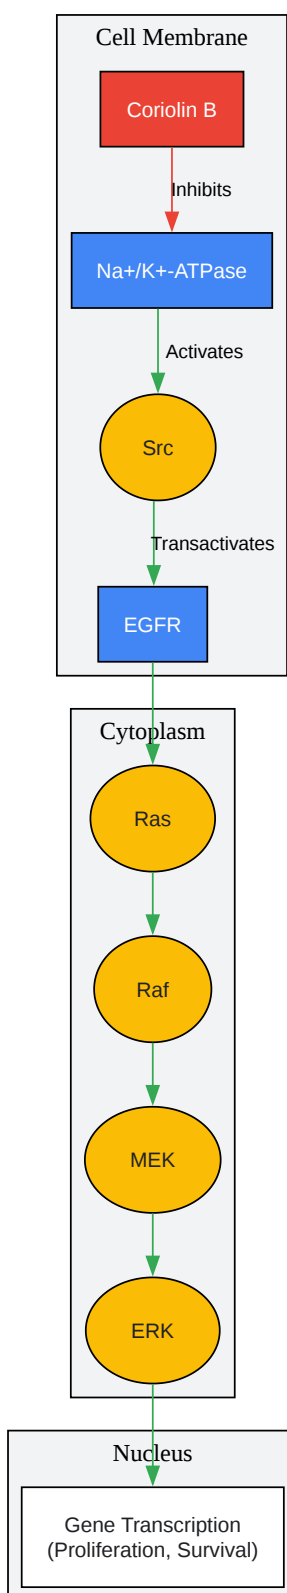 Cell Membrane
Coriolin B
Inhibits
Na+/K+-ATPase
Activates
Src
Transactivates
EGFR
Cytoplasm
Ras
Raf
MEK
ERK
Nucleus
Gene Transcription
(Proliferation, Survival)